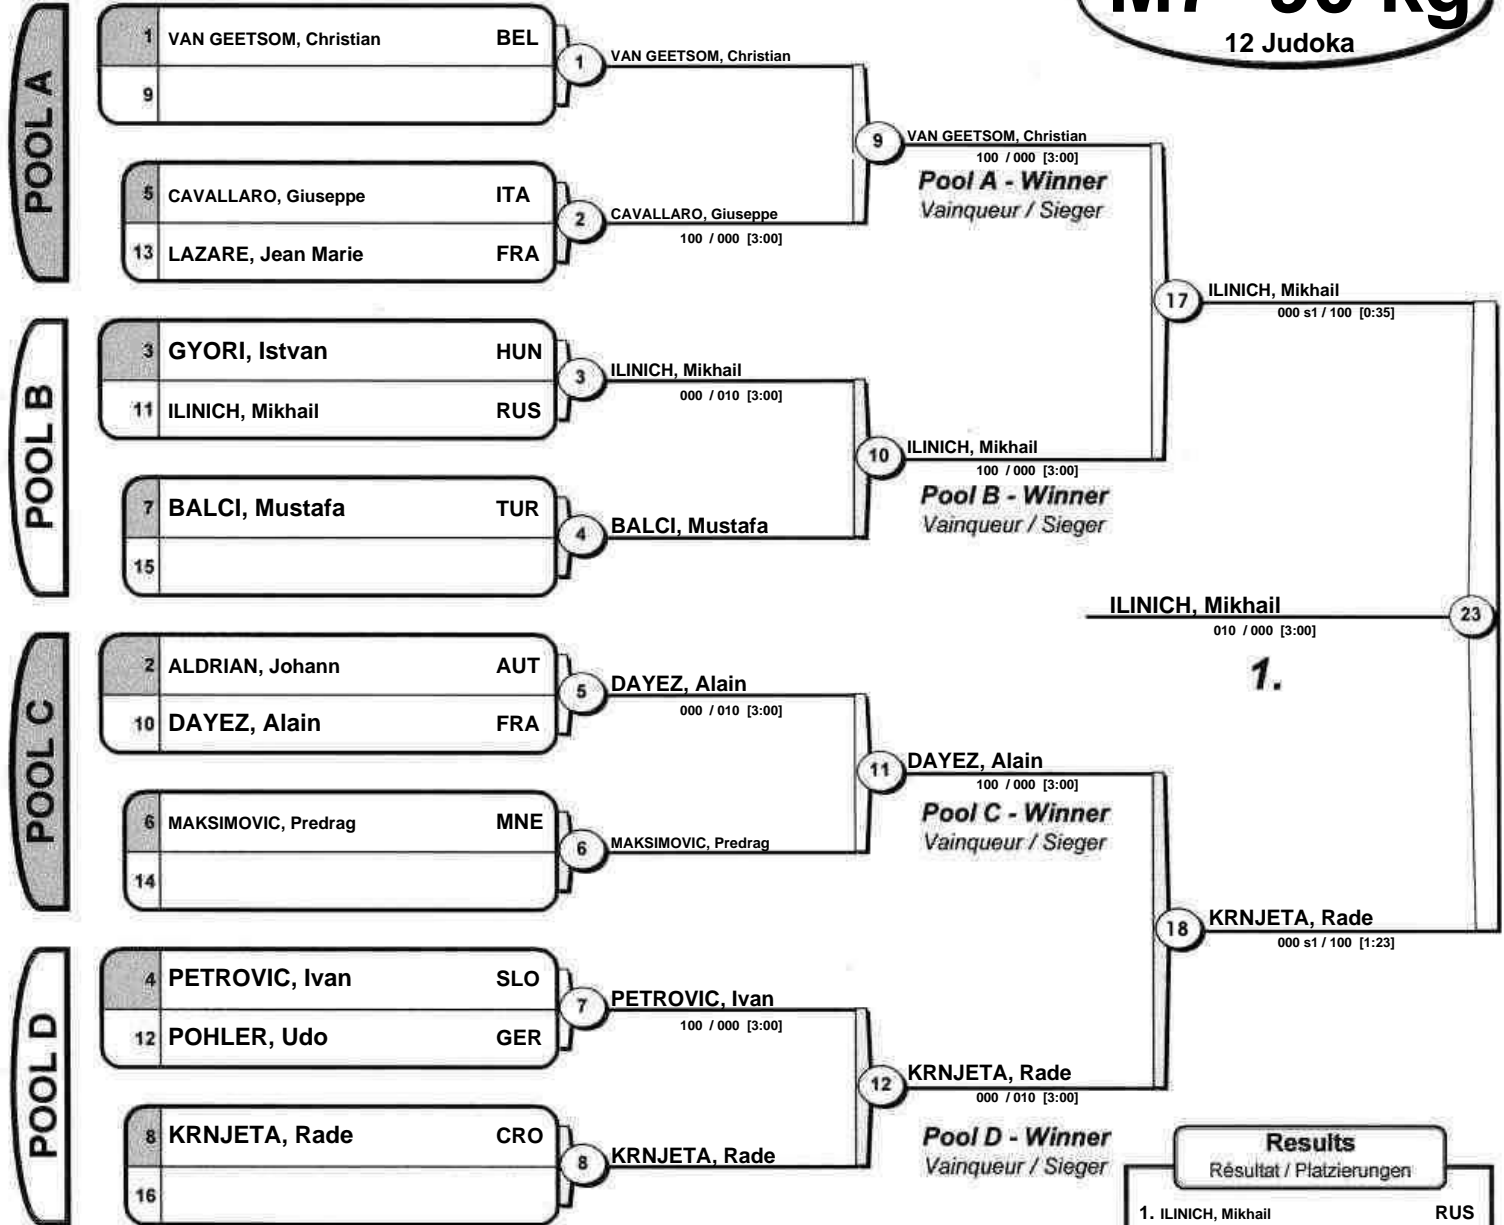 12 Judoka
POOL A
1 VAN GEETSOM, Christian BEL
9
1 VAN GEETSOM, Christian
5 CAVALLARO, Giuseppe ITA
13 LAZARE, Jean Marie FRA
2 CAVALLARO, Giuseppe
100 / 000 [3:00]
9 VAN GEETSOM, Christian
100 / 000 [3:00]
Pool A - Winner
Vainqueur / Sieger
POOL B
3 GYORI, Istvan HUN
11 ILINICH, Mikhail RUS
3 ILINICH, Mikhail
000 / 010 [3:00]
7 BALCI, Mustafa TUR
15
4 BALCI, Mustafa
10 ILINICH, Mikhail
100 / 000 [3:00]
Pool B - Winner
Vainqueur / Sieger
17 ILINICH, Mikhail
000 s1 / 100 [0:35]
ILINICH, Mikhail 23
010 / 000 [3:00]
1.
POOL C
2 ALDRIAN, Johann AUT
10 DAYEZ, Alain FRA
5 DAYEZ, Alain
000 / 010 [3:00]
6 MAKSIMOVIC, Predrag MNE
14
6 MAKSIMOVIC, Predrag
11 DAYEZ, Alain
100 / 000 [3:00]
Pool C - Winner
Vainqueur / Sieger
18 KRNJETA, Rade
000 s1 / 100 [1:23]
POOL D
4 PETROVIC, Ivan SLO
12 POHLER, Udo GER
7 PETROVIC, Ivan
100 / 000 [3:00]
8 KRNJETA, Rade CRO
16
8 KRNJETA, Rade
12 KRNJETA, Rade
000 / 010 [3:00]
Pool D - Winner
Vainqueur / Sieger
Results
Résultat / Platzierungen
1. ILINICH, Mikhail RUS